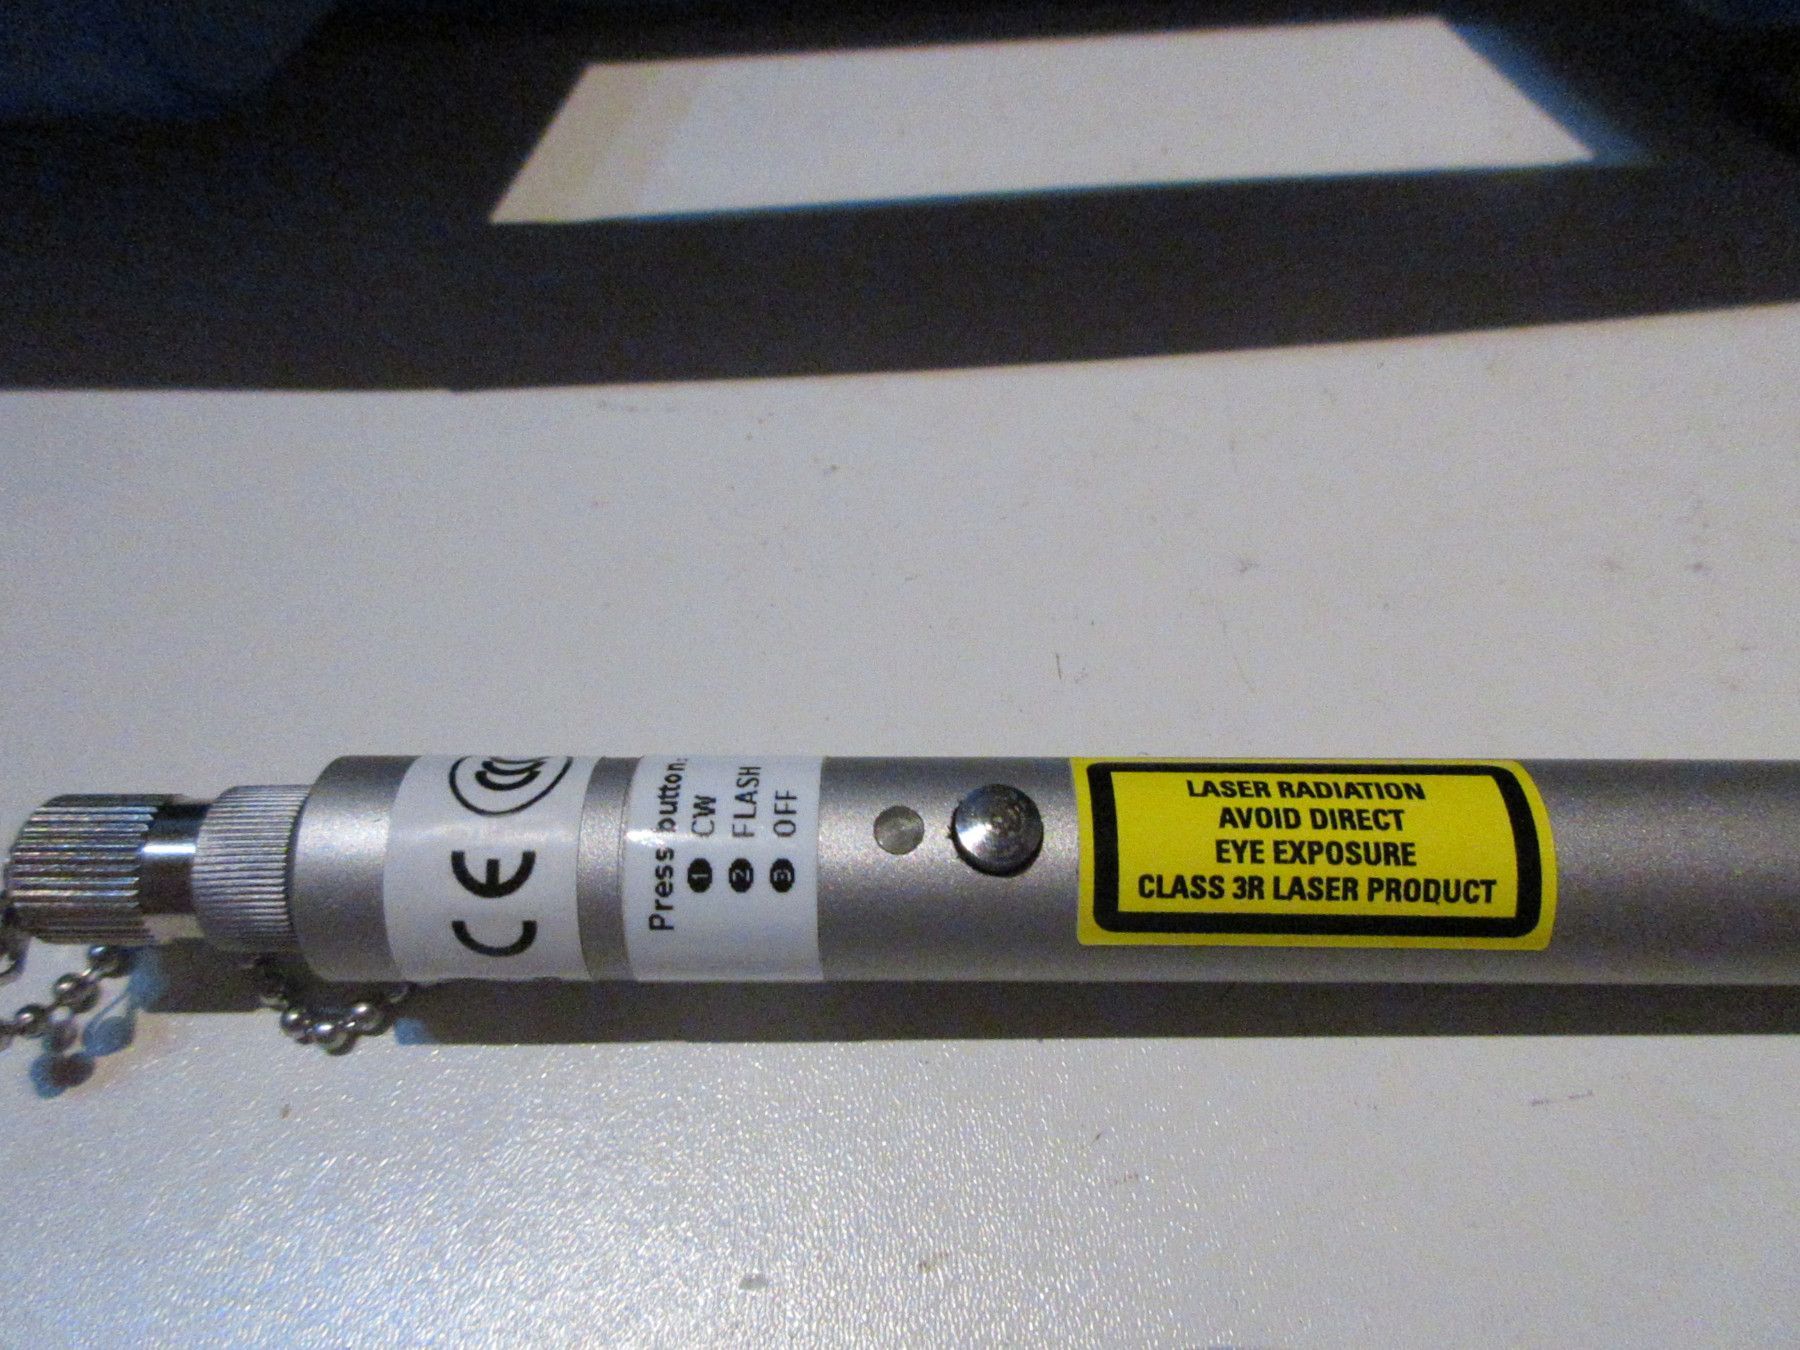 CE
Press button:
1 CW
2 FLASH
3 OFF
LASER RADIATION
AVOID DIRECT
EYE EXPOSURE
CLASS 3R LASER PRODUCT